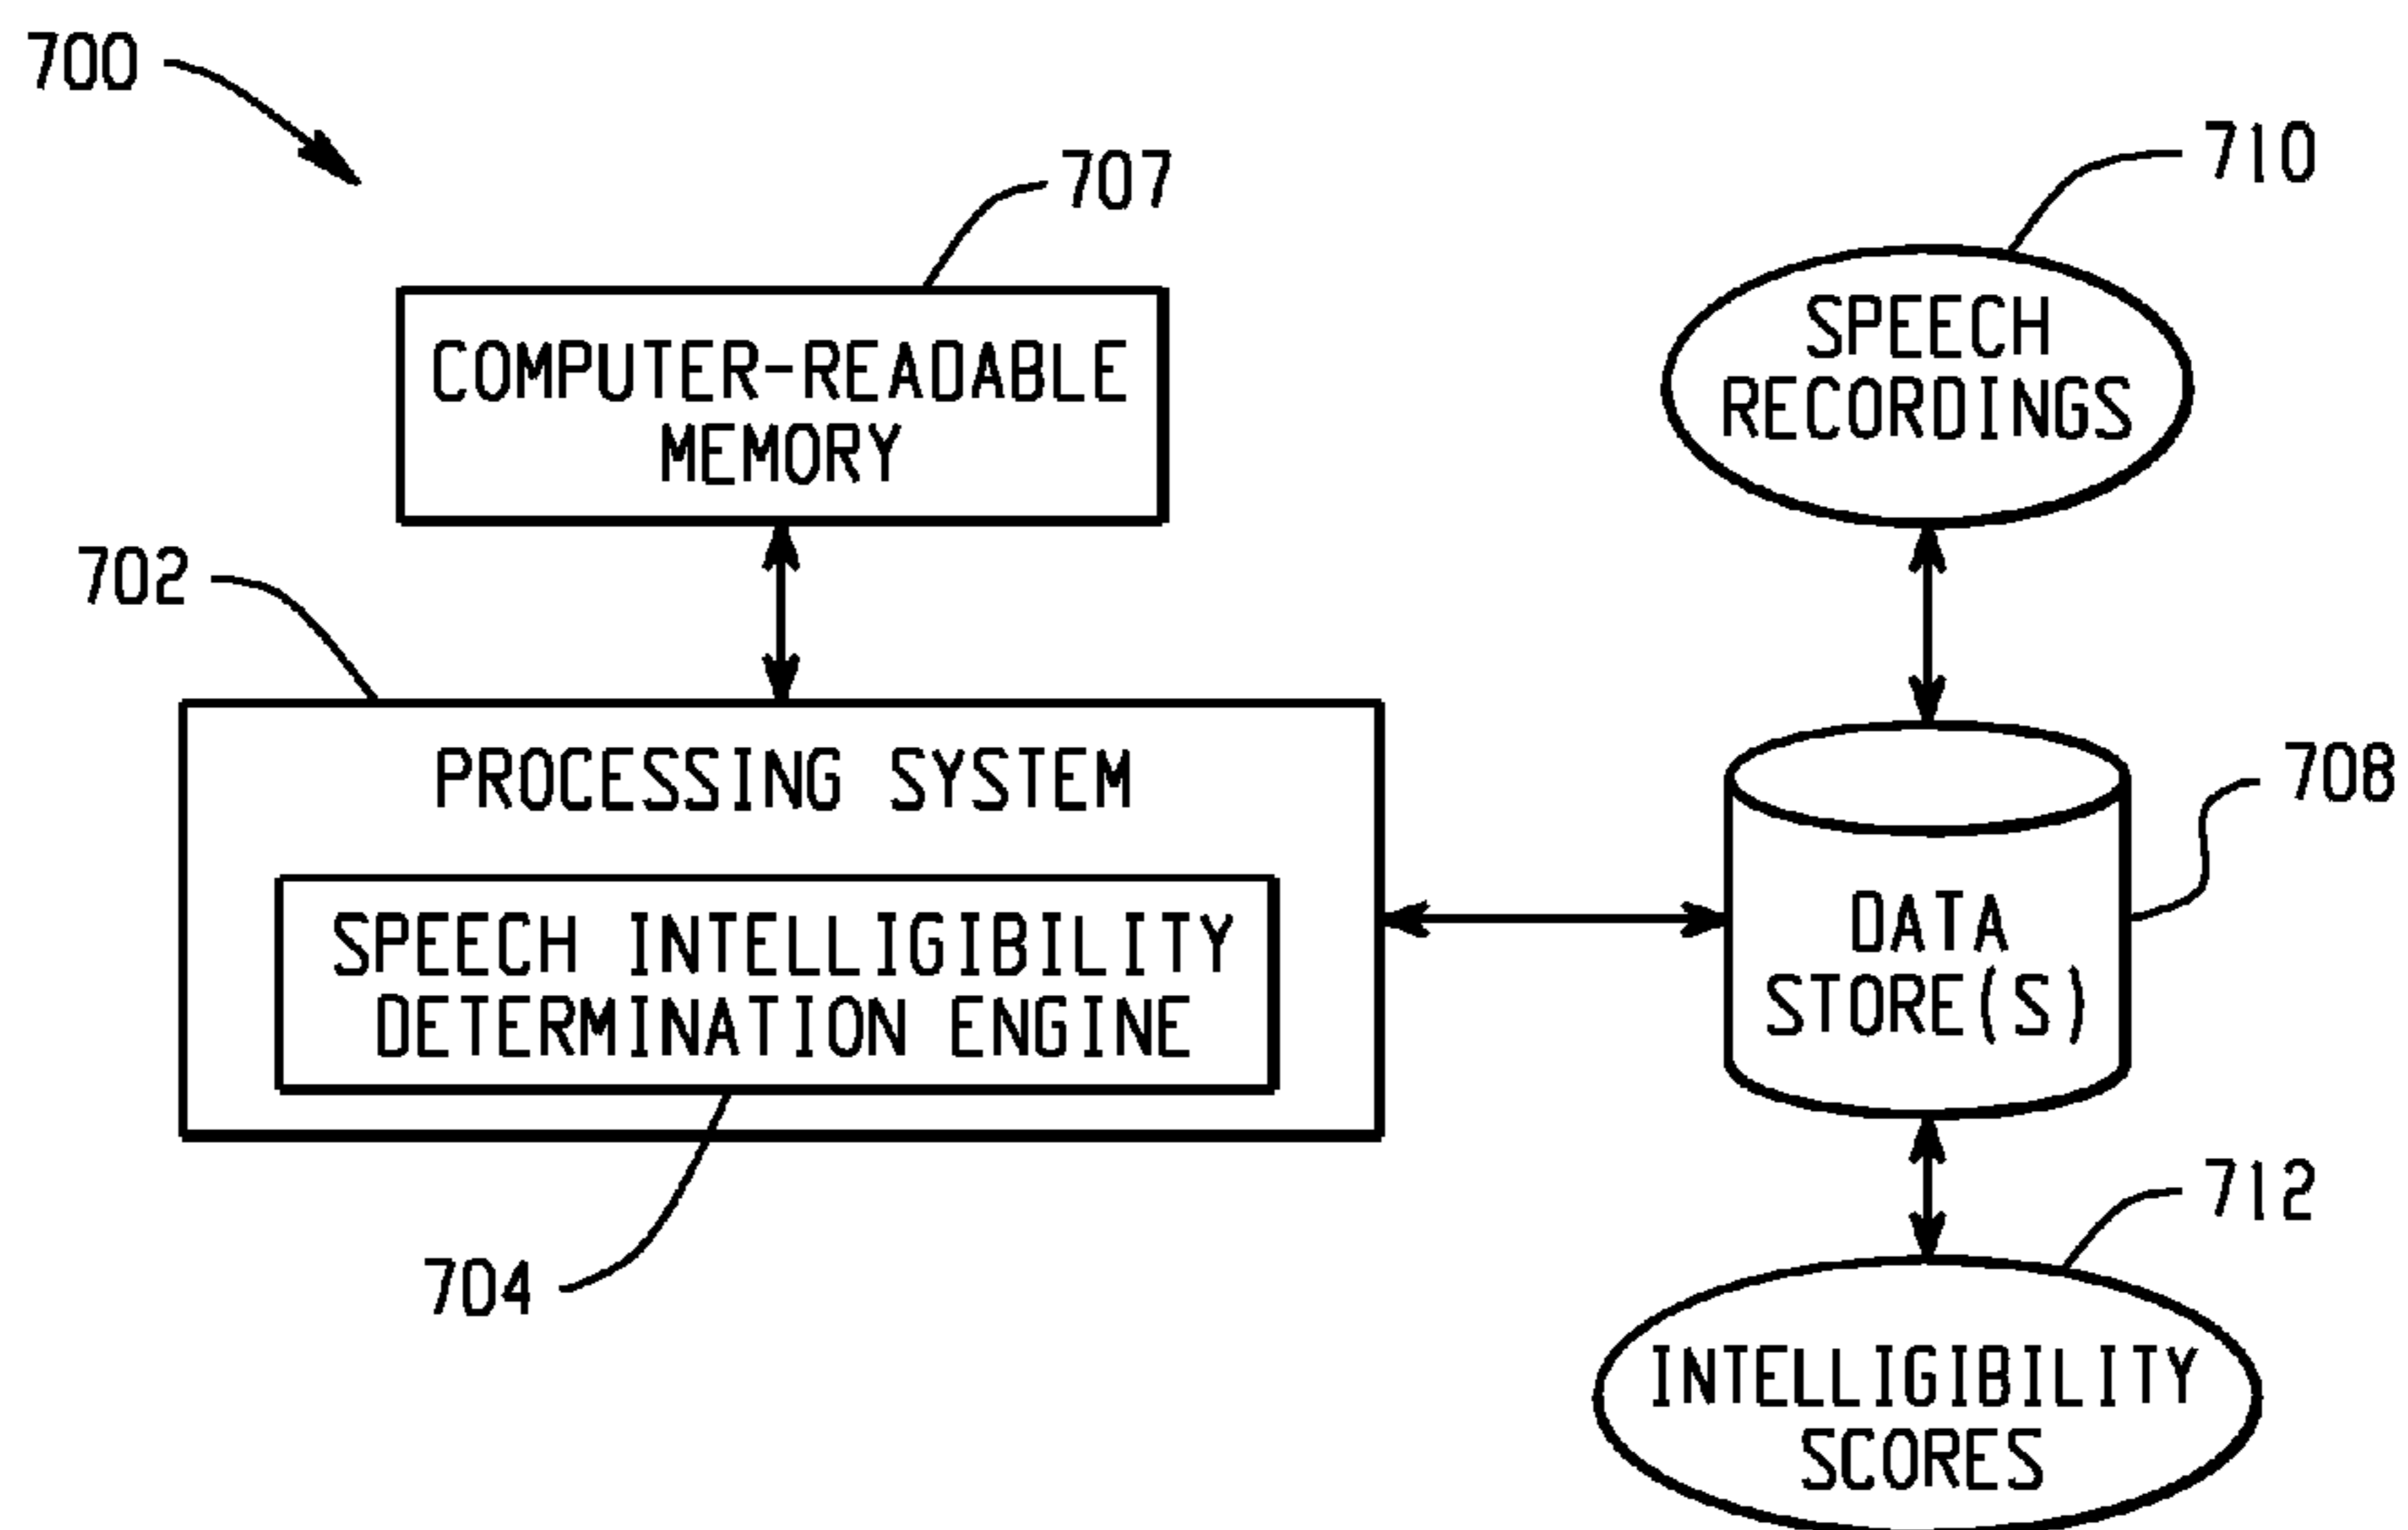 700
707
710
COMPUTER-READABLE
MEMORY
SPEECH
RECORDINGS
702
PROCESSING SYSTEM
708
SPEECH INTELLIGIBILITY
DETERMINATION ENGINE
DATA
STORE(S)
704
712
INTELLIGIBILITY
SCORES